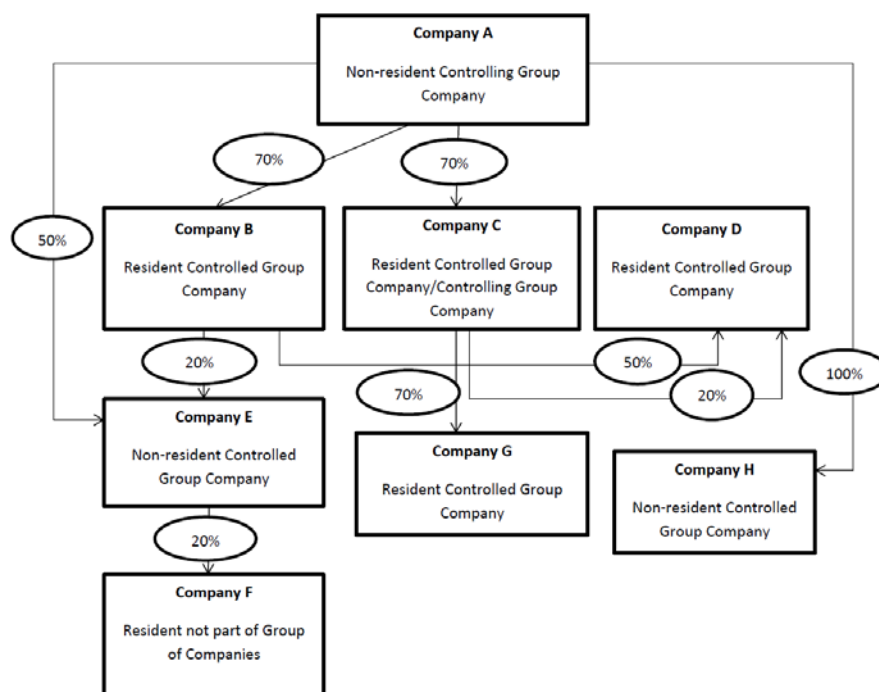 Company A
Non-resident Controlling Group
Company
70%
70%
50%
Company B
Resident Controlled Group
Company
Company C
Resident Controlled Group
Company/Controlling Group
Company
Company D
Resident Controlled Group
Company
20%
50%
100%
70%
20%
Company E
Non-resident Controlled
Group Company
Company G
Resident Controlled Group
Company
Company H
Non-resident Controlled
Group Company
20%
Company F
Resident not part of Group
of Companies